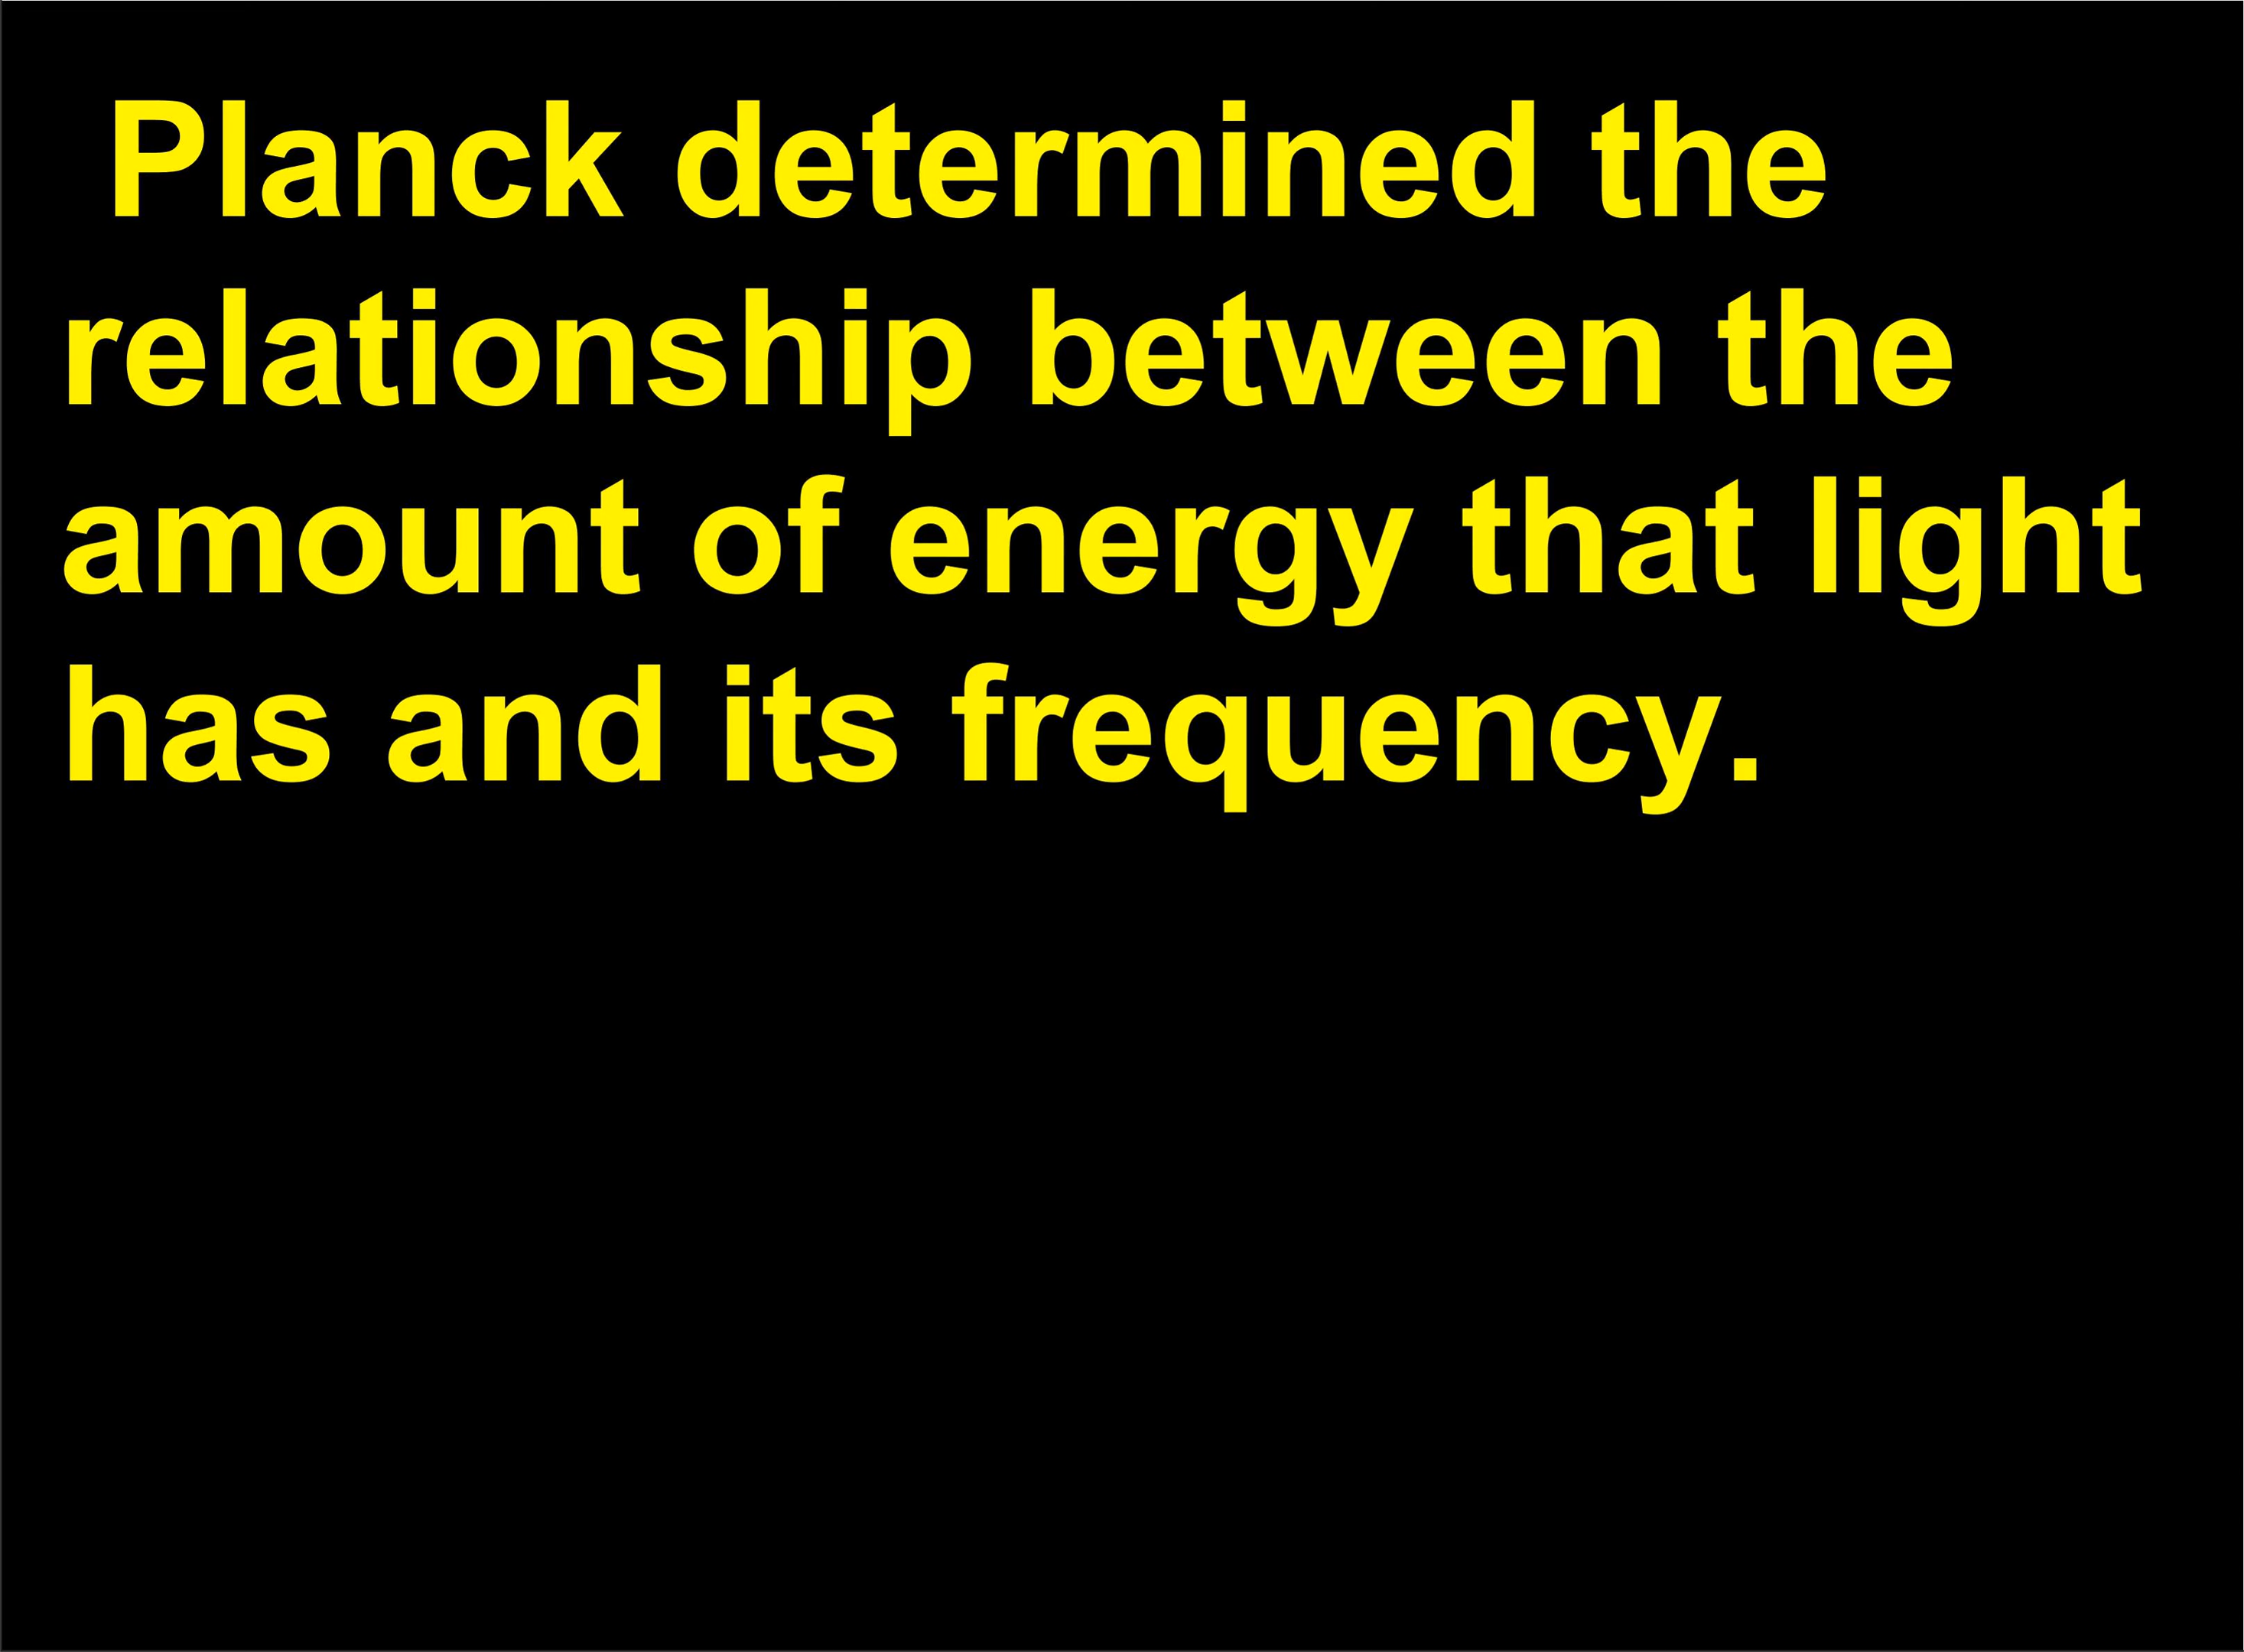 Planck determined the
relationship between the
amount of energy that light
has and its frequency.